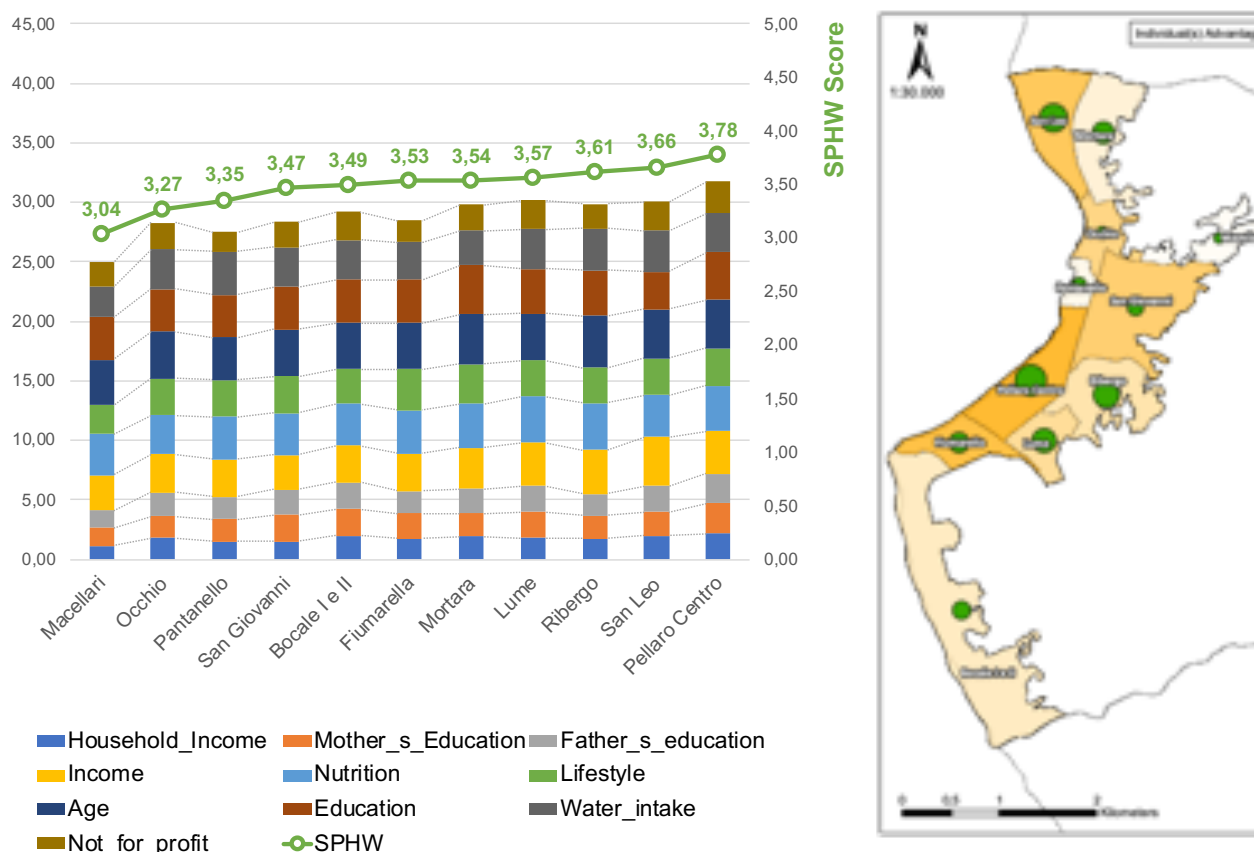 45,00
40,00
35,00
30,00
25,00
20,00
15,00
10,00
5,00
0,00
3,04
3,27
3,35
3,47
3,49
3,53
3,54
3,57
3,61
3,66
3,78
5,00
4,50
4,00
3,50
3,00
2,50
2,00
1,50
1,00
0,50
0,00
SPHW Score
Macellari
Occhio
Pantanello
San Giovanni
Bocale I e II
Fiumarella
Mortara
Lume
Ribergo
San Leo
Pellaro Centro
Household_Income
Mother_s_Education
Father_s_education
Income
Nutrition
Lifestyle
Age
Education
Water_intake
Not_for_profit
SPHW
N
1:30.000
Individual(s) Advantag
0 0,5 1 2
Kilometers